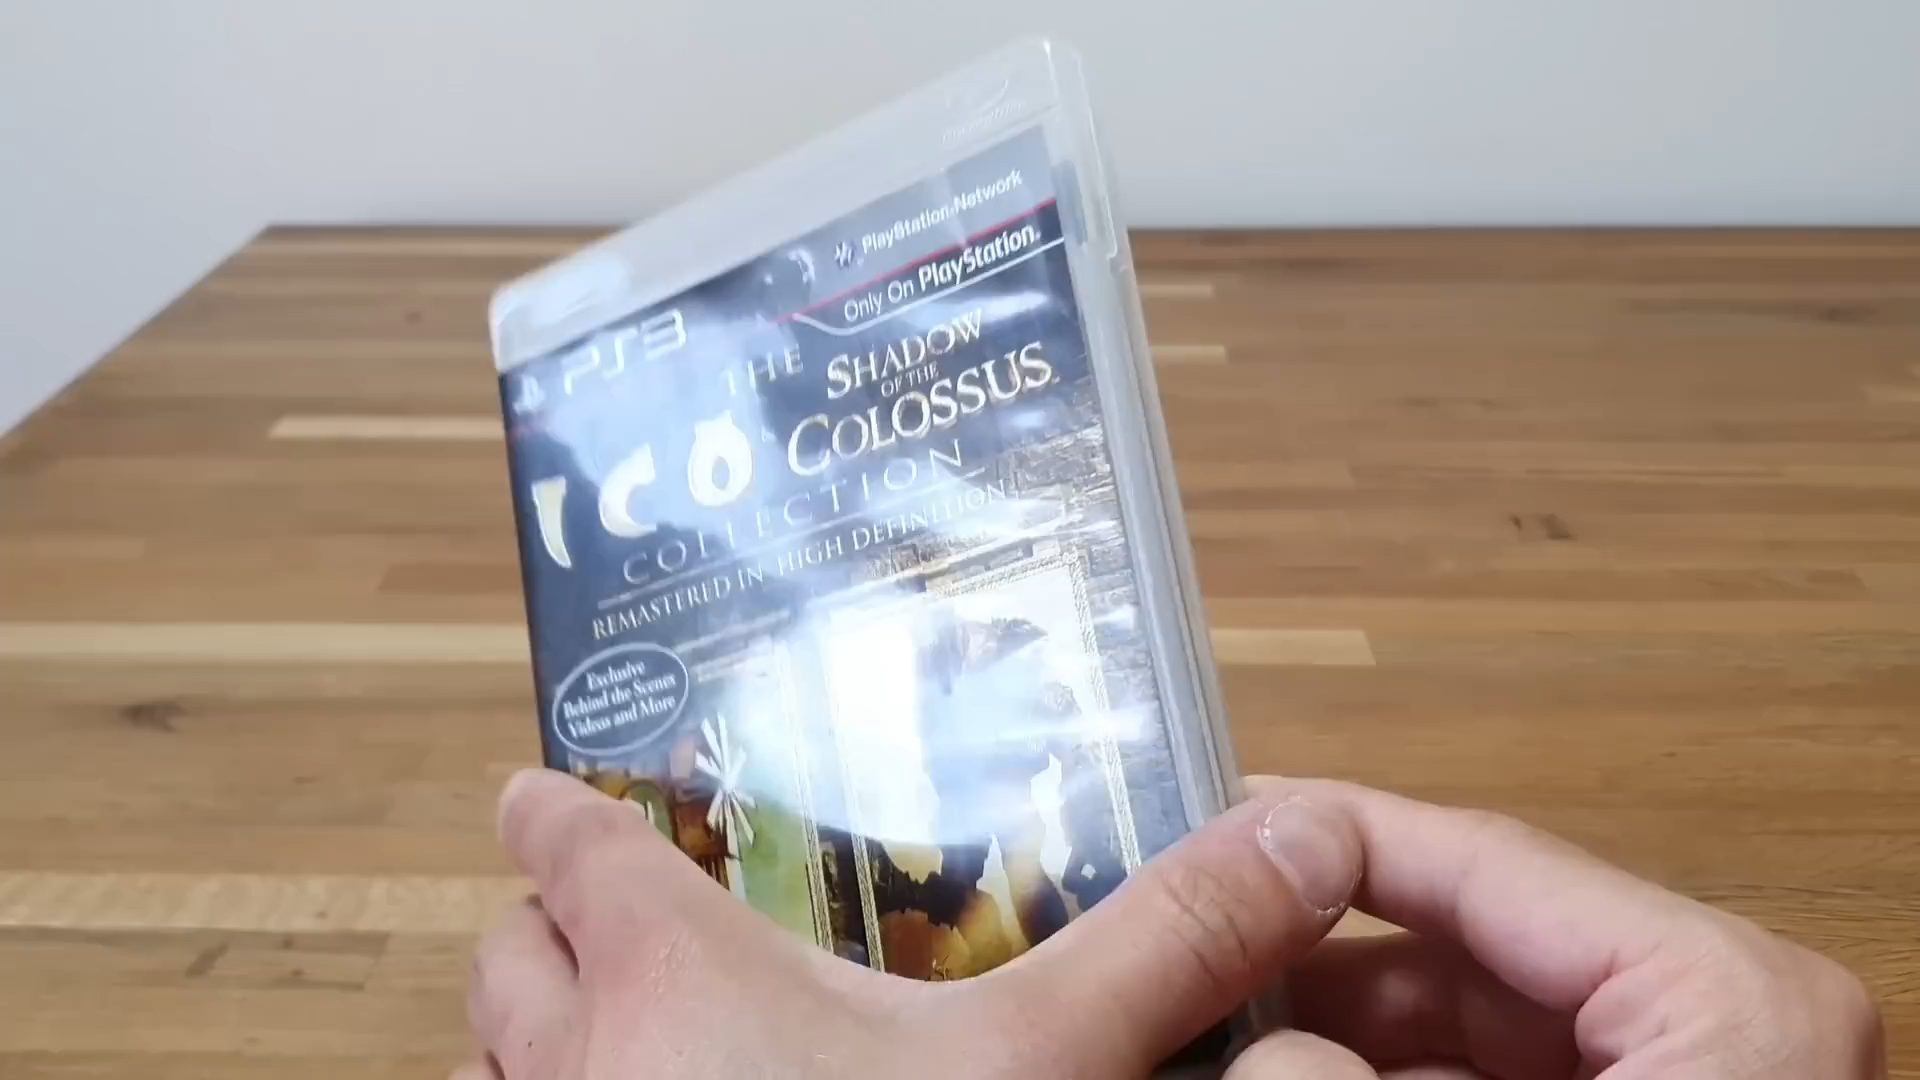 PlayStation Network
Only On PlayStation.
PS3
THE
ICO
&
SHADOW
OF THE
COLOSSUS
COLLECTION
REMASTERED IN HIGH DEFINITION
Exclusive
Behind the Scenes
Videos and More